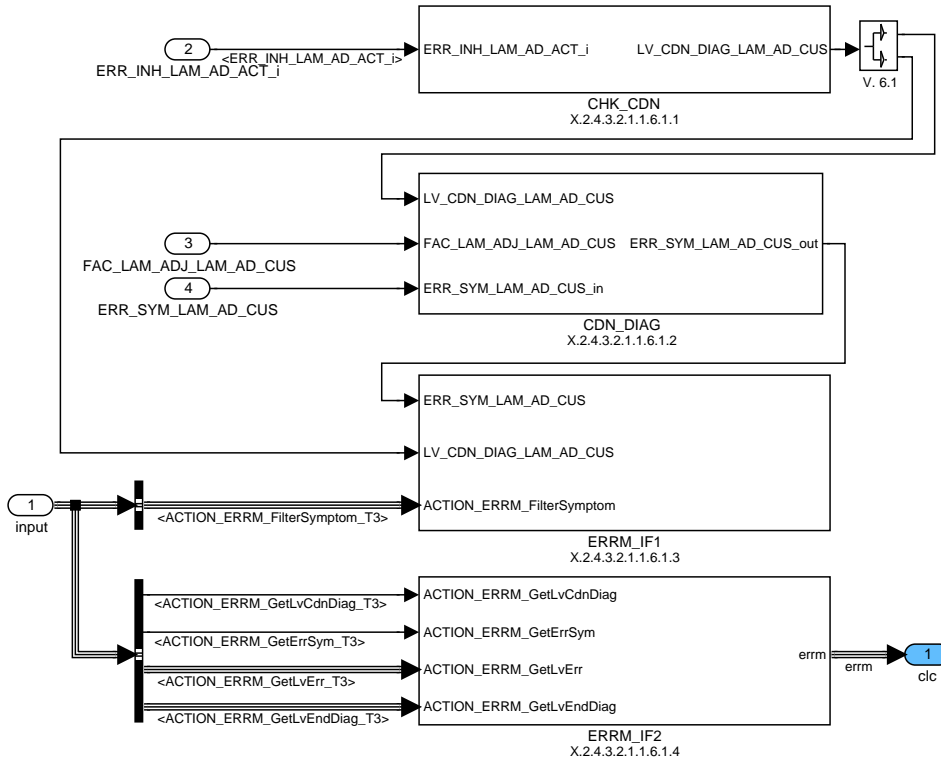 2
ERR_INH_LAM_AD_ACT_i
<ERR_INH_LAM_AD_ACT_i>
ERR_INH_LAM_AD_ACT_i
LV_CDN_DIAG_LAM_AD_CUS
CHK_CDN
X.2.4.3.2.1.1.6.1.1
V. 6.1
LV_CDN_DIAG_LAM_AD_CUS
3
FAC_LAM_ADJ_LAM_AD_CUS
FAC_LAM_ADJ_LAM_AD_CUS
ERR_SYM_LAM_AD_CUS_out
4
ERR_SYM_LAM_AD_CUS
ERR_SYM_LAM_AD_CUS_in
CDN_DIAG
X.2.4.3.2.1.1.6.1.2
ERR_SYM_LAM_AD_CUS
LV_CDN_DIAG_LAM_AD_CUS
1
input
<ACTION_ERRM_FilterSymptom_T3>
ACTION_ERRM_FilterSymptom
ERRM_IF1
X.2.4.3.2.1.1.6.1.3
<ACTION_ERRM_GetLvCdnDiag_T3>
ACTION_ERRM_GetLvCdnDiag
<ACTION_ERRM_GetErrSym_T3>
ACTION_ERRM_GetErrSym
<ACTION_ERRM_GetLvErr_T3>
ACTION_ERRM_GetLvErr
<ACTION_ERRM_GetLvEndDiag_T3>
ACTION_ERRM_GetLvEndDiag
errm
errm
1
clc
ERRM_IF2
X.2.4.3.2.1.1.6.1.4